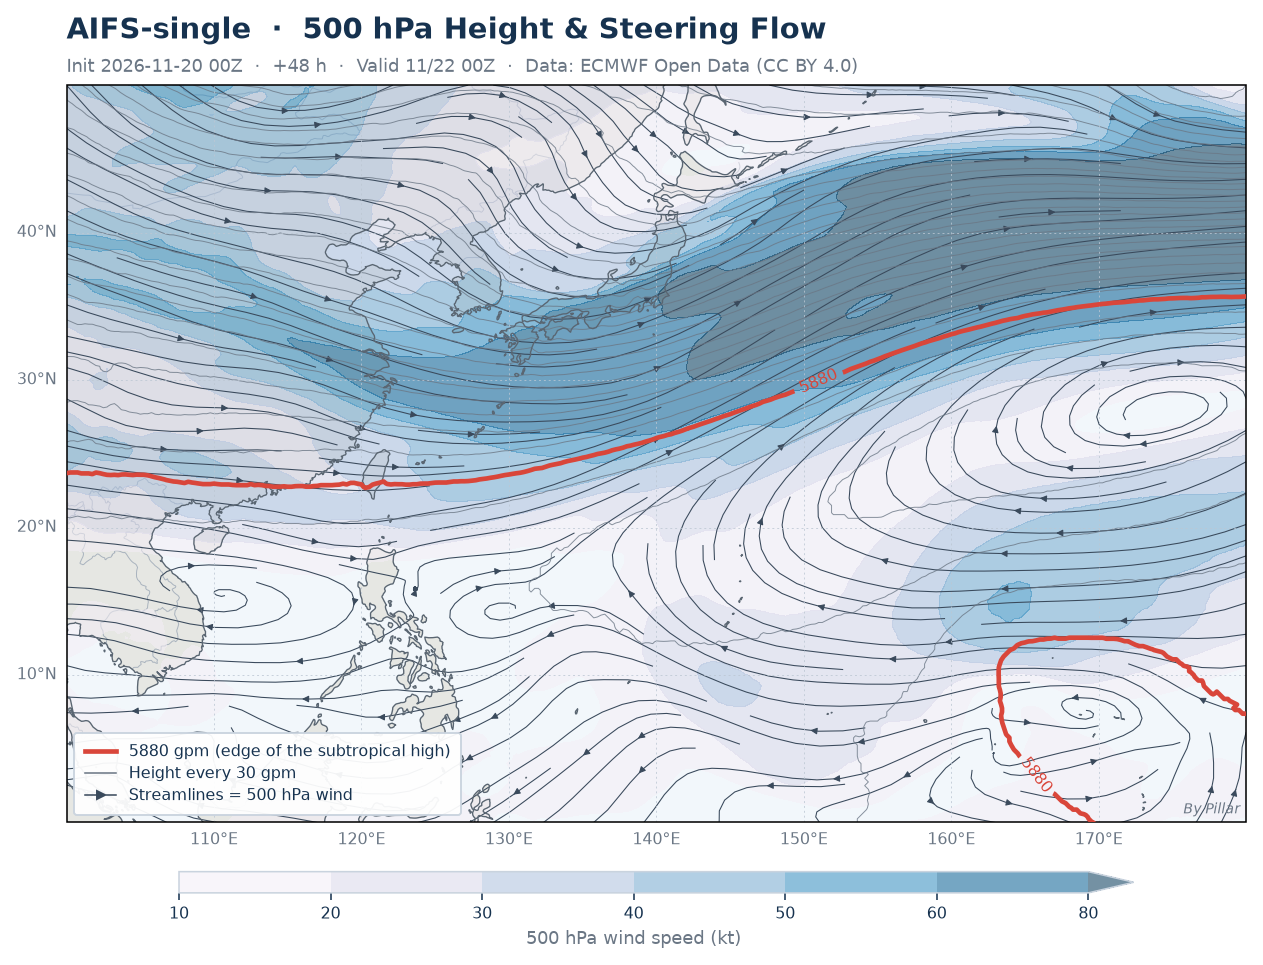 AIFS-single · 500 hPa Height & Steering Flow
Init 2026-11-20 00Z · +48 h · Valid 11/22 00Z · Data: ECMWF Open Data (CC BY 4.0)
40°N
30°N
20°N
10°N
5880
5880
5880 gpm (edge of the subtropical high)
Height every 30 gpm
Streamlines = 500 hPa wind
By Pillar
110°E 120°E 130°E 140°E 150°E 160°E 170°E
10 20 30 40 50 60 80
500 hPa wind speed (kt)